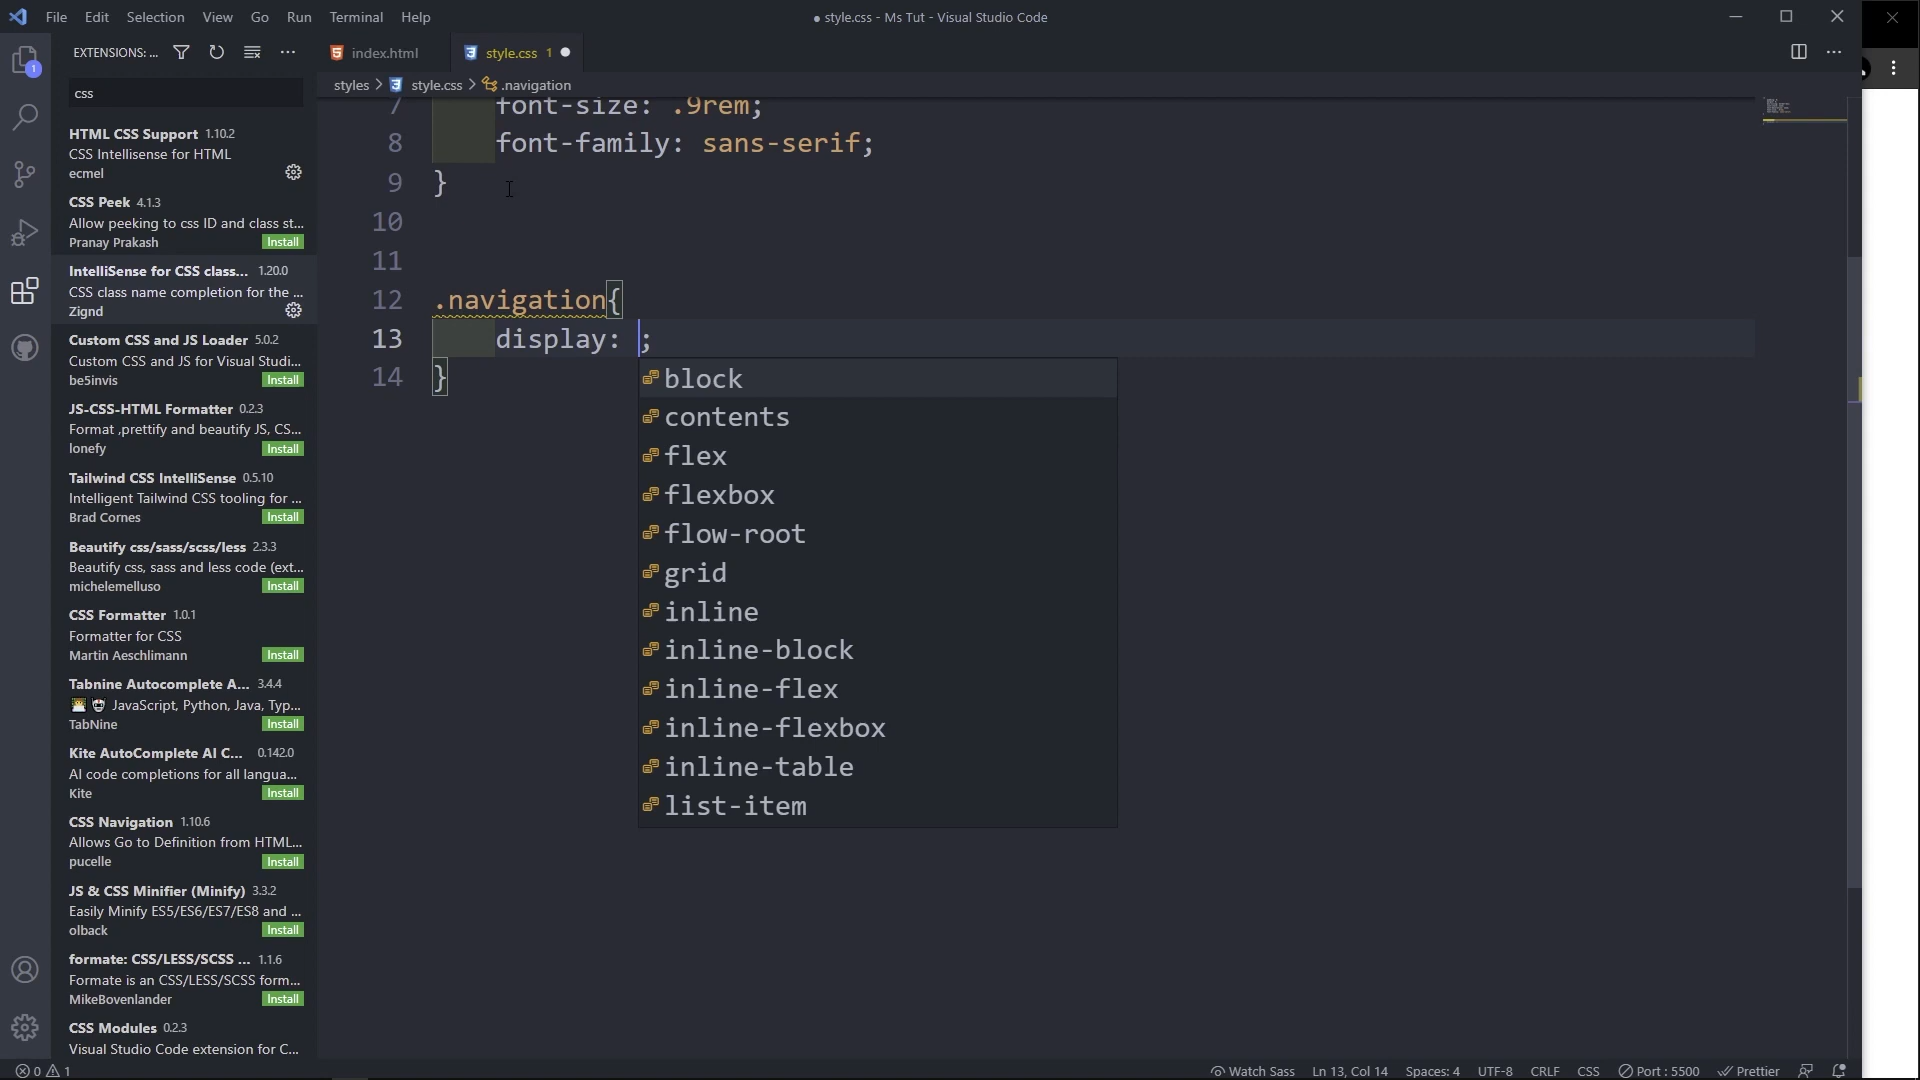 File Edit Selection View Go Run Terminal Help
● style.css - Ms Tut - Visual Studio Code
EXTENSIONS: ...
index.html
style.css 1
1
css
styles > style.css > .navigation
HTML CSS Support 1.10.2
CSS Intellisense for HTML
ecmel
CSS Peek 4.1.3
Allow peeking to css ID and class st...
Pranay Prakash Install
IntelliSense for CSS class... 1.20.0
CSS class name completion for the ...
Zignd
Custom CSS and JS Loader 5.0.2
Custom CSS and JS for Visual Studi...
be5invis Install
JS-CSS-HTML Formatter 0.2.3
Format ,prettify and beautify JS, CS...
lonefy Install
Tailwind CSS IntelliSense 0.5.10
Intelligent Tailwind CSS tooling for ...
Brad Cornes Install
Beautify css/sass/scss/less 2.3.3
Beautify css, sass and less code (ext...
michelemelluso Install
CSS Formatter 1.0.1
Formatter for CSS
Martin Aeschlimann Install
Tabnine Autocomplete A... 3.4.4
JavaScript, Python, Java, Typ...
TabNine Install
Kite AutoComplete AI C... 0.142.0
AI code completions for all langua...
Kite Install
CSS Navigation 1.10.6
Allows Go to Definition from HTML...
pucelle Install
JS & CSS Minifier (Minify) 3.3.2
Easily Minify ES5/ES6/ES7/ES8 and ...
olback Install
formate: CSS/LESS/SCSS ... 1.1.6
Formate is an CSS/LESS/SCSS form...
MikeBovenlander Install
CSS Modules 0.2.3
Visual Studio Code extension for C...
7 font-size: .9rem;
8 font-family: sans-serif;
9 }
10
11
12 .navigation{
13 display: ;
14 }
block
contents
flex
flexbox
flow-root
grid
inline
inline-block
inline-flex
inline-flexbox
inline-table
list-item
0 1
Watch Sass Ln 13, Col 14 Spaces: 4 UTF-8 CRLF CSS Port : 5500 Prettier